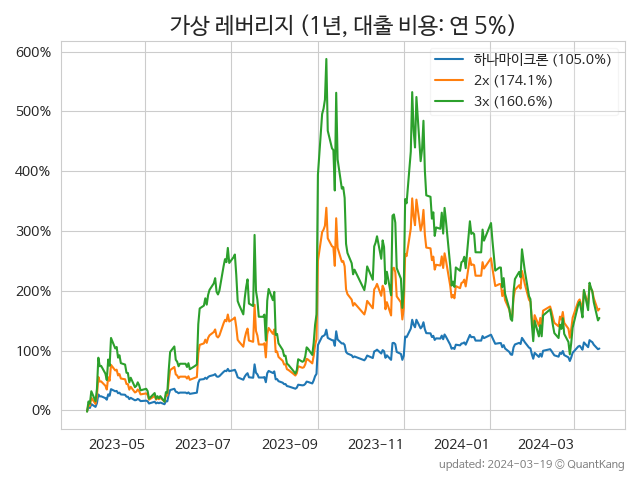 가상 레버리지 (1년, 대출 비용: 연 5%)
600%
500%
400%
300%
200%
100%
0%
하나마이크론 (105.0%)
2x (174.1%)
3x (160.6%)
2023-05
2023-07
2023-09
2023-11
2024-01
2024-03
updated: 2024-03-19 © QuantKang